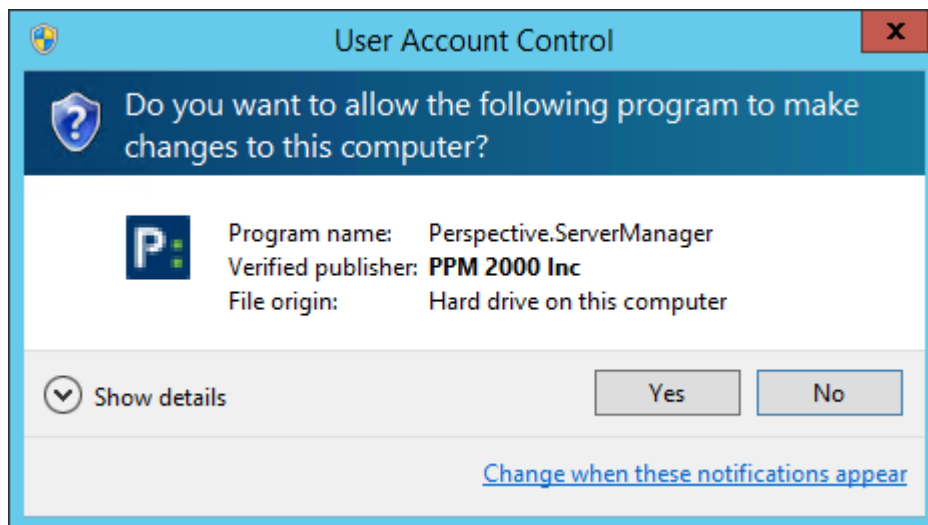 User Account Control
x
Do you want to allow the following program to make
changes to this computer?
P:
Program name: Perspective.ServerManager
Verified publisher: PPM 2000 Inc
File origin: Hard drive on this computer
Show details
Yes No
Change when these notifications appear